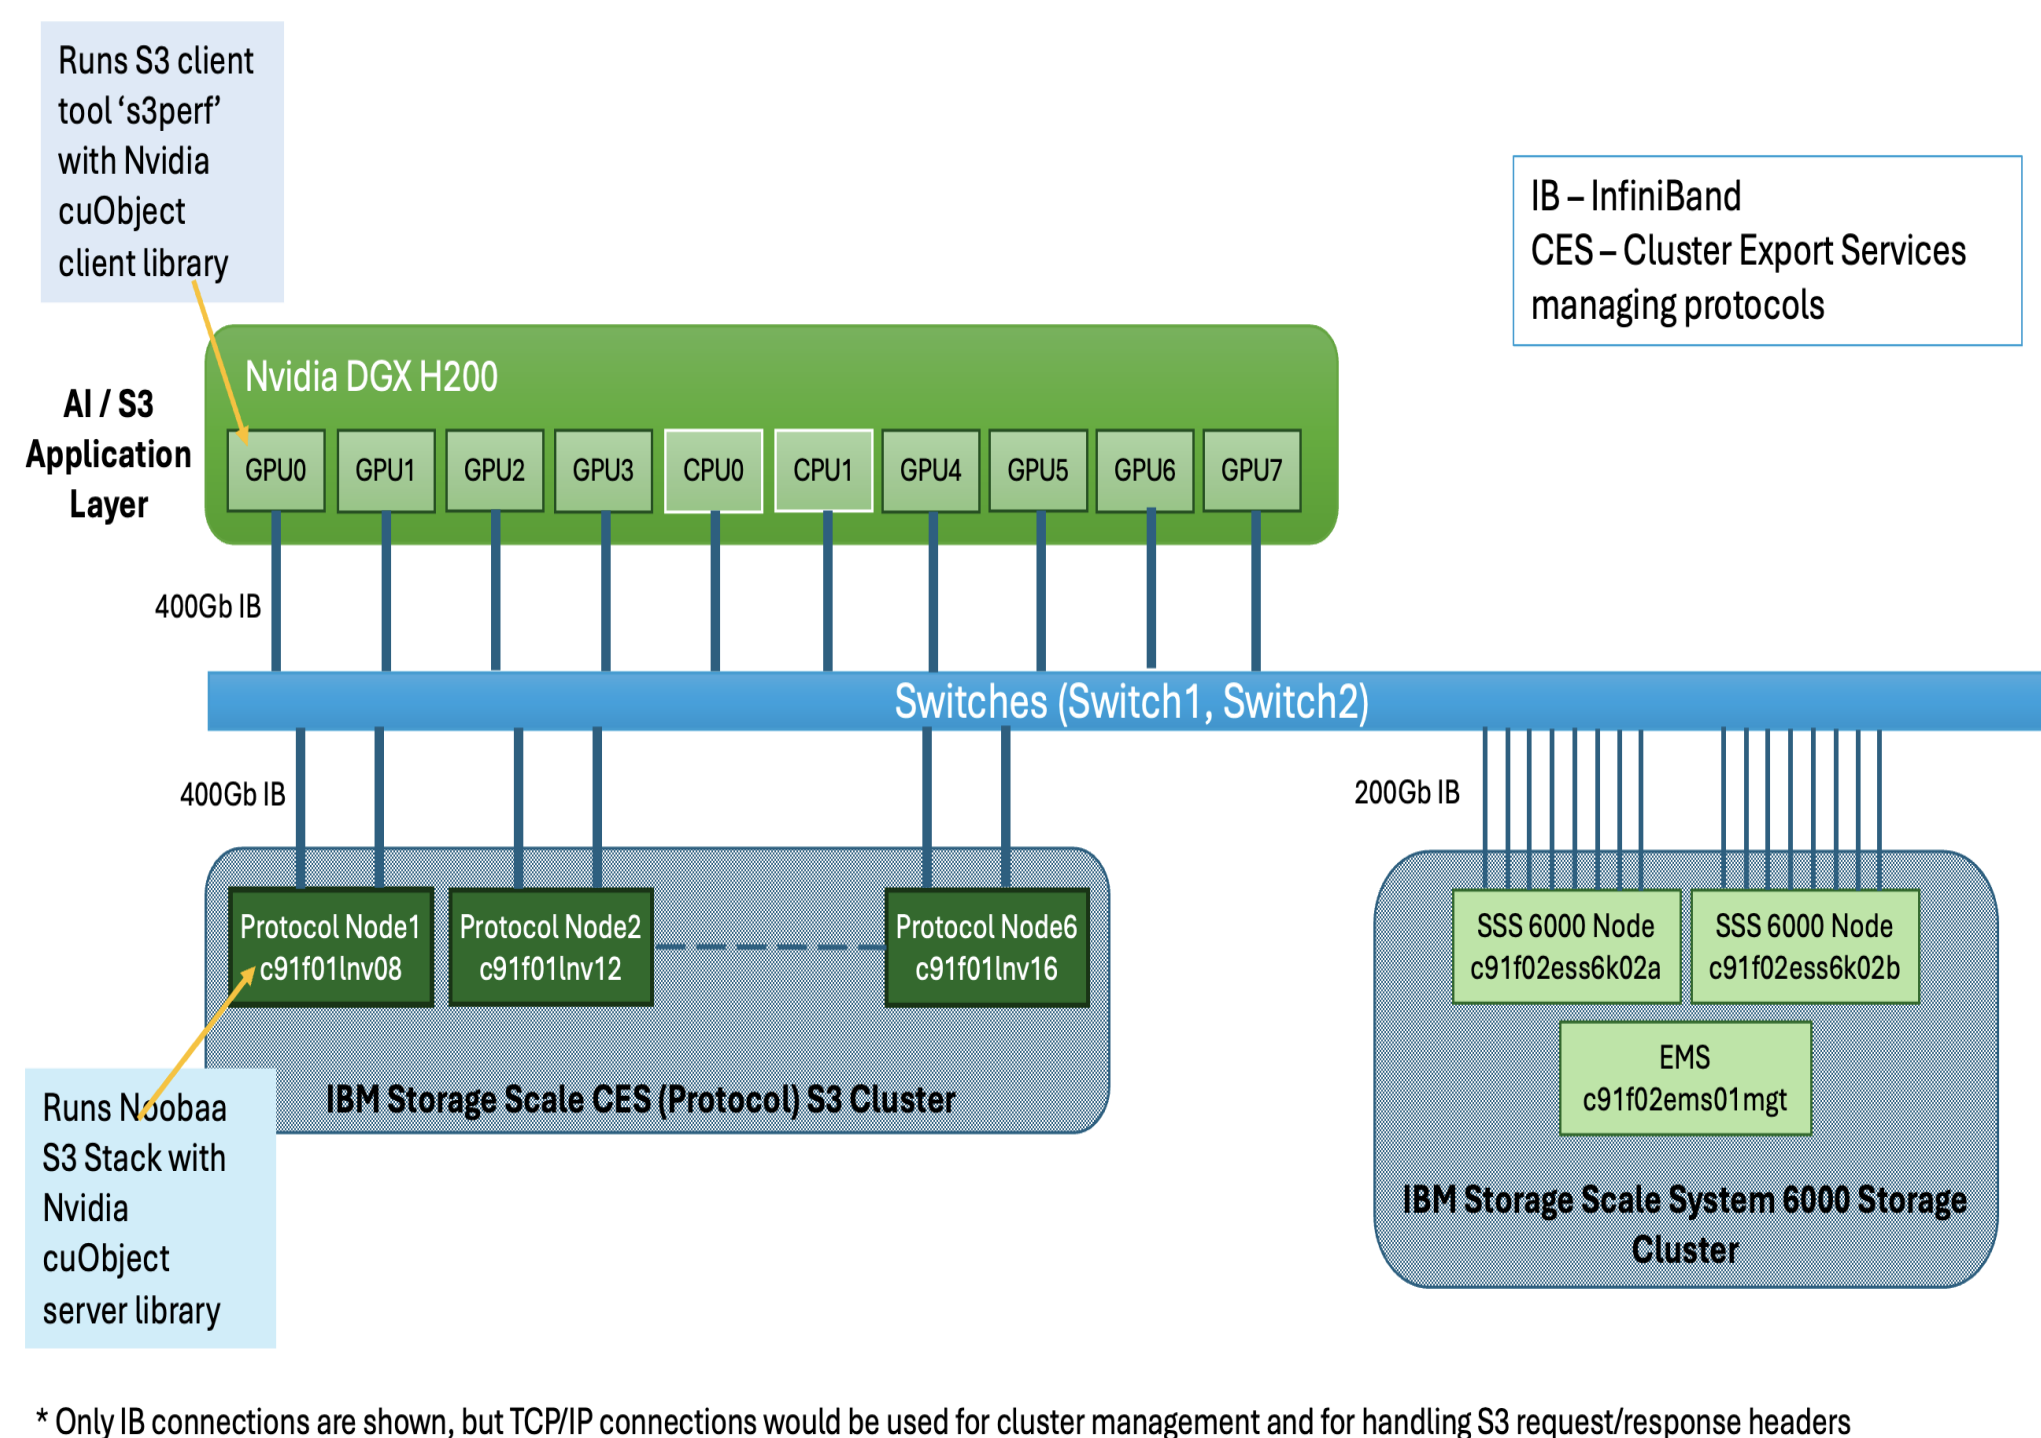 Runs S3 client
tool ‘s3perf’
with Nvidia
cuObject
client library
IB – InfiniBand
CES – Cluster Export Services
managing protocols
AI / S3
Application
Layer
Nvidia DGX H200
GPU0
GPU1
GPU2
GPU3
CPU0
CPU1
GPU4
GPU5
GPU6
GPU7
400Gb IB
Switches (Switch1, Switch2)
400Gb IB
200Gb IB
Protocol Node1
c91f01lnv08
Protocol Node2
c91f01lnv12
Protocol Node6
c91f01lnv16
IBM Storage Scale CES (Protocol) S3 Cluster
SSS 6000 Node
c91f02ess6k02a
SSS 6000 Node
c91f02ess6k02b
EMS
c91f02ems01mgt
IBM Storage Scale System 6000 Storage
Cluster
Runs Noobaa
S3 Stack with
Nvidia
cuObject
server library
* Only IB connections are shown, but TCP/IP connections would be used for cluster management and for handling S3 request/response headers